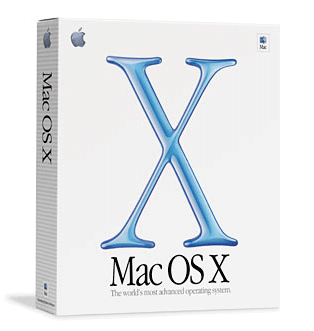 Mac OS X
Mac
X
Mac OS X
The world's most advanced operating system.